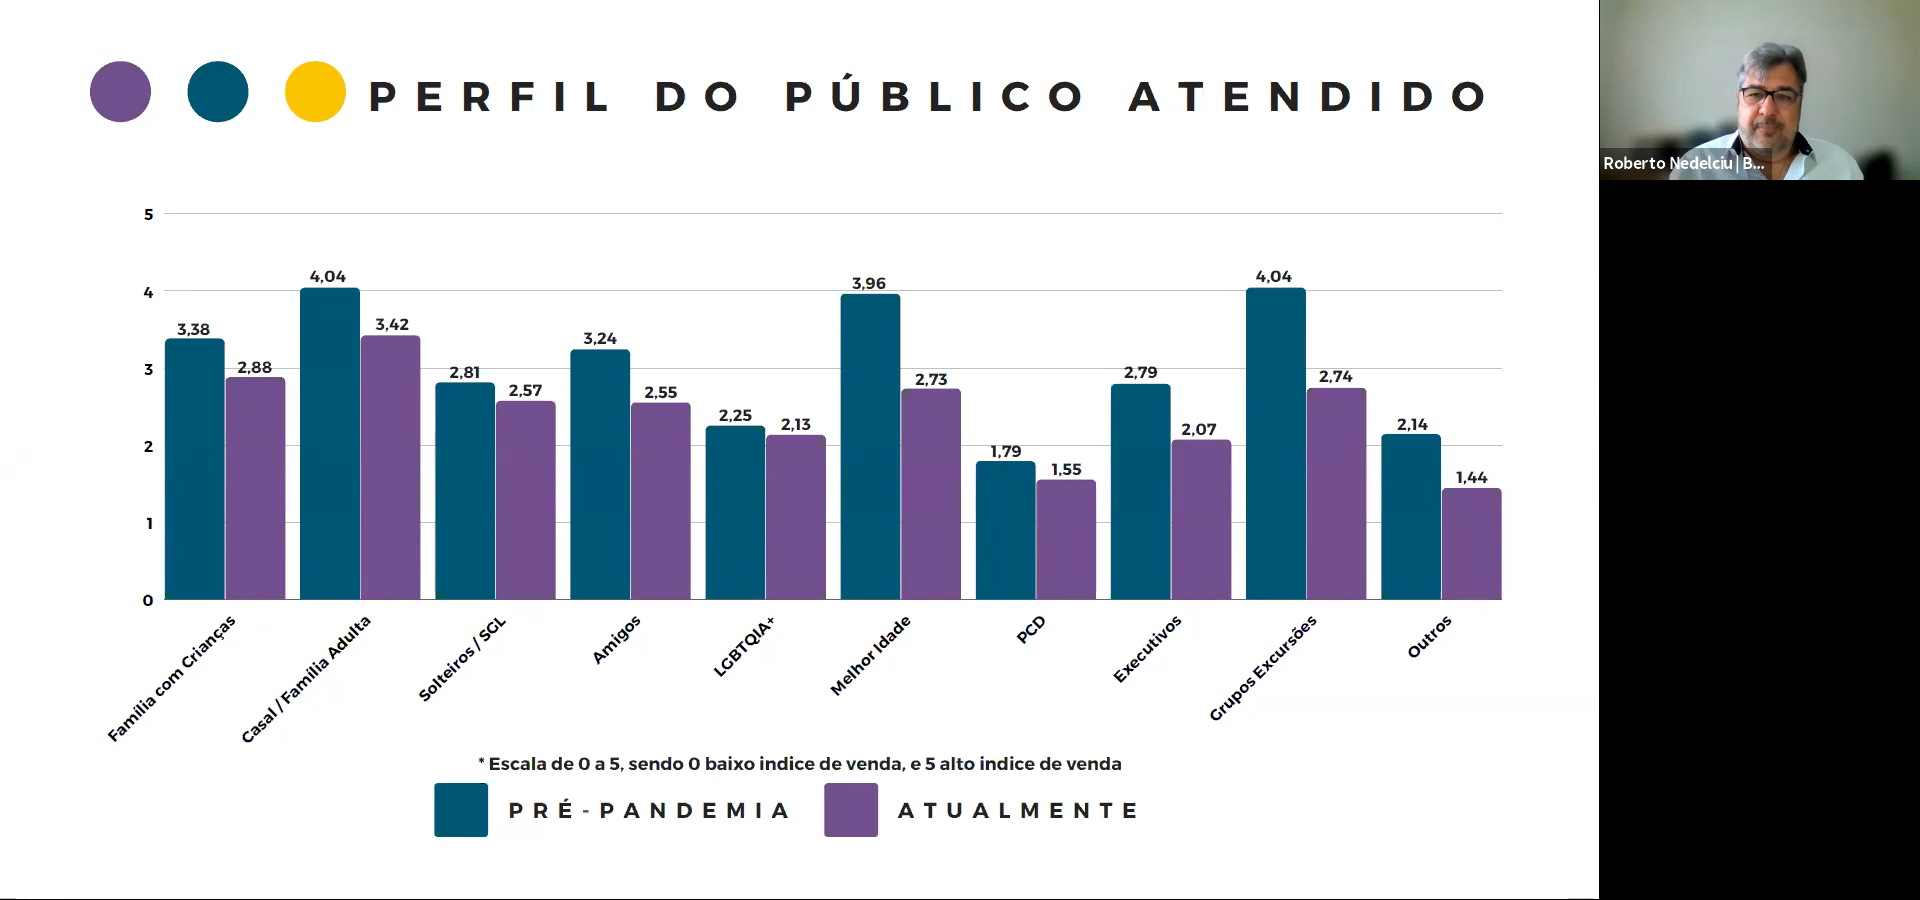 PERFIL DO PÚBLICO ATENDIDO
Roberto Nedelciu | B...
5
4
3
2
1
0
3,38
2,88
4,04
3,42
2,81
2,57
3,24
2,55
2,25
2,13
3,96
2,73
1,79
1,55
2,79
2,07
4,04
2,74
2,14
1,44
Família com Crianças
Casal / Família Adulta
Solteiros / SGL
Amigos
LGBTQIA+
Melhor Idade
PCD
Executivos
Grupos Excursões
Outros
* Escala de 0 a 5, sendo 0 baixo indice de venda, e 5 alto indice de venda
PRÉ-PANDEMIA
ATUALMENTE